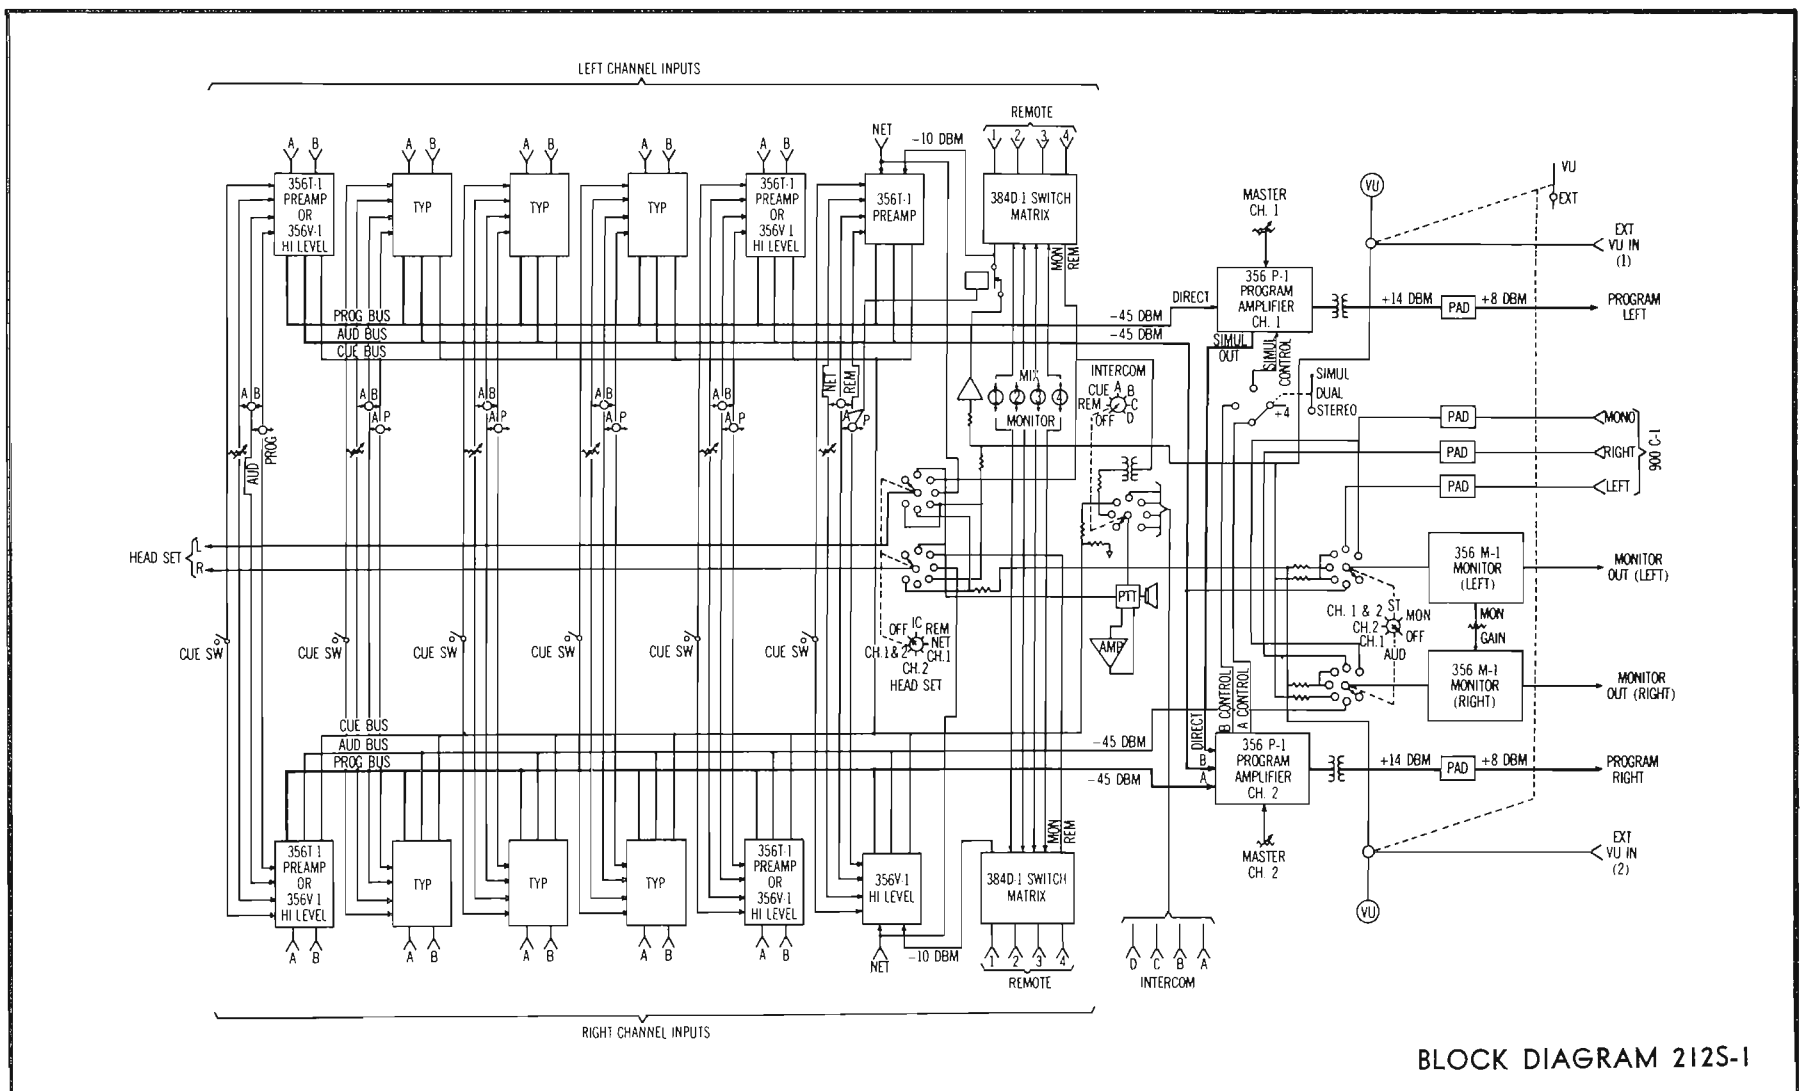 LEFT CHANNEL INPUTS
REMOTE
1 2 3 4
NET
-10 DBM
A B
A B
A B
A B
A B
356T-1
PREAMP
OR
356V-1
HI LEVEL
TYP
TYP
TYP
356T-1
PREAMP
OR
356V-1
HI LEVEL
356T-1
PREAMP
384D-1 SWITCH
MATRIX
MON
REM
MASTER
CH. 1
VU
VU
EXT
EXT
VU IN
(1)
356 P-1
PROGRAM
AMPLIFIER
CH. 1
DIRECT
+14 DBM
PAD
+8 DBM
PROGRAM
LEFT
PROG BUS
AUD BUS
CUE BUS
-45 DBM
-45 DBM
SIMUL
OUT
SIMUL
CONTROL
SIMUL
DUAL
STEREO
+4
NET
REM
MIX
1 2 3 4
MONITOR
INTERCOM
CUE A B
REM C
OFF D
A B
A B
A B
A B
A B
A P
A P
A P
A P
A P
AUD
PROG
PAD
MONO
PAD
RIGHT
PAD
LEFT
900 C-1
HEAD SET
L
R
356 M-1
MONITOR
(LEFT)
MONITOR
OUT (LEFT)
PTT
AMP
CH. 1 & 2 ST
CH.2 MON
CH.1 OFF
AUD
MON
GAIN
CUE SW
CUE SW
CUE SW
CUE SW
CUE SW
CUE SW
OFF IC REM
NET
CH.1&2 CH.1
CH.2
HEAD SET
356 M-1
MONITOR
(RIGHT)
MONITOR
OUT (RIGHT)
CUE BUS
AUD BUS
PROG BUS
-45 DBM
-45 DBM
DIRECT
B CONTROL
A CONTROL
B
A
356 P-1
PROGRAM
AMPLIFIER
CH. 2
+14 DBM
PAD
+8 DBM
PROGRAM
RIGHT
MASTER
CH. 2
EXT
VU IN
(2)
VU
356T-1
PREAMP
OR
356V-1
HI LEVEL
TYP
TYP
TYP
356T-1
PREAMP
OR
356V-1
HI LEVEL
356V-1
HI LEVEL
MON
REM
384D-1 SWITCH
MATRIX
A B
A B
A B
A B
A B
NET
-10 DBM
1 2 3 4
REMOTE
D C B A
INTERCOM
RIGHT CHANNEL INPUTS
BLOCK DIAGRAM 212S-1